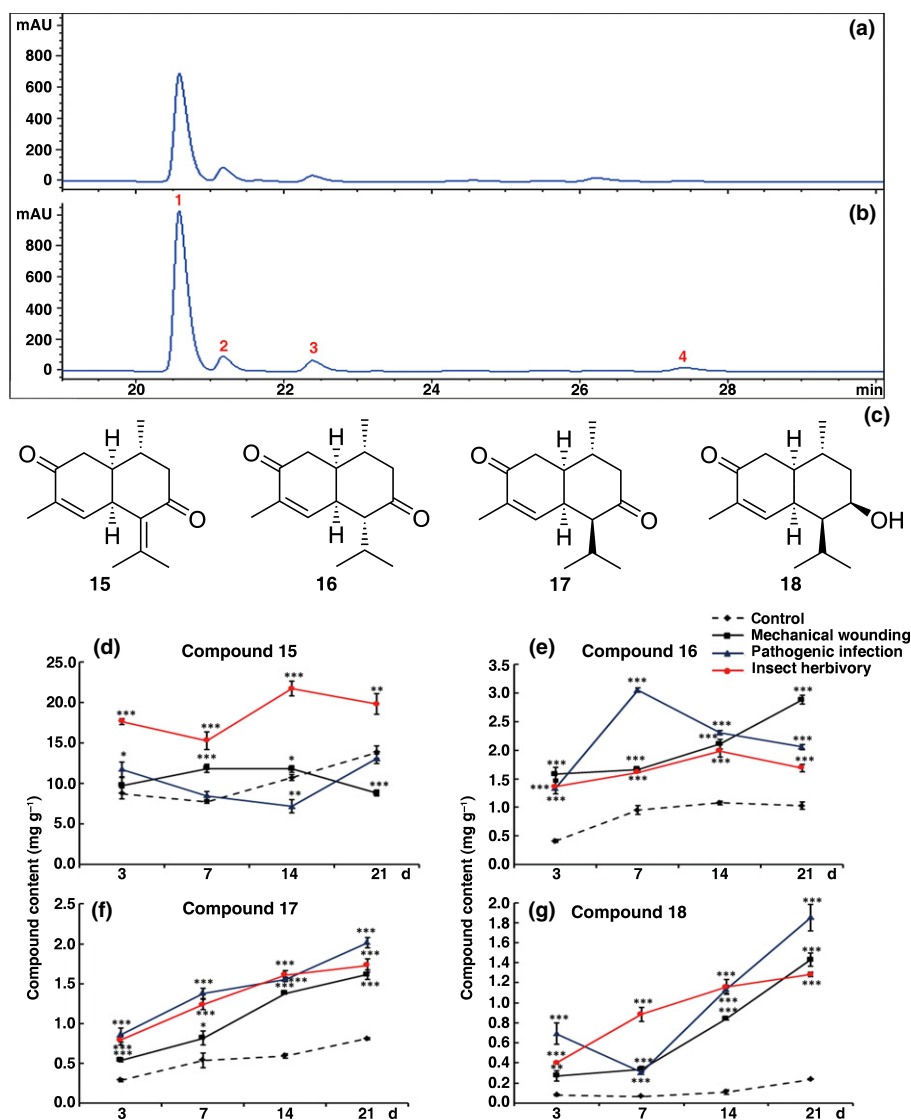 mAU
(a)
800
600
400
200
0
mAU
1
(b)
800
600
400
200
0
2
3
4
20
22
24
26
28
min
(c)
O
H
H
O
15
O
H
H
O
16
O
H
H
O
17
O
H
H
OH
18
Control
Mechanical wounding
Pathogenic infection
Insect herbivory
Compound content (mg g⁻¹)
(d)
Compound 15
25.0
20.0
15.0
10.0
5.0
0.0
***
***
***
**
*
***
*
**
***
3
7
14
21
d
(e)
Compound 16
3.5
3.0
2.5
2.0
1.5
1.0
0.5
0.0
***
***
***
***
***
***
***
***
***
***
***
***
3
7
14
21
d
Compound content (mg g⁻¹)
(f)
Compound 17
2.5
2.0
1.5
1.0
0.5
0.0
***
***
***
***
***
*
***
***
***
***
***
***
3
7
14
21
d
(g)
Compound 18
2.0
1.8
1.6
1.4
1.2
1.0
0.8
0.6
0.4
0.2
0.0
***
***
**
***
***
***
***
***
***
***
***
***
3
7
14
21
d